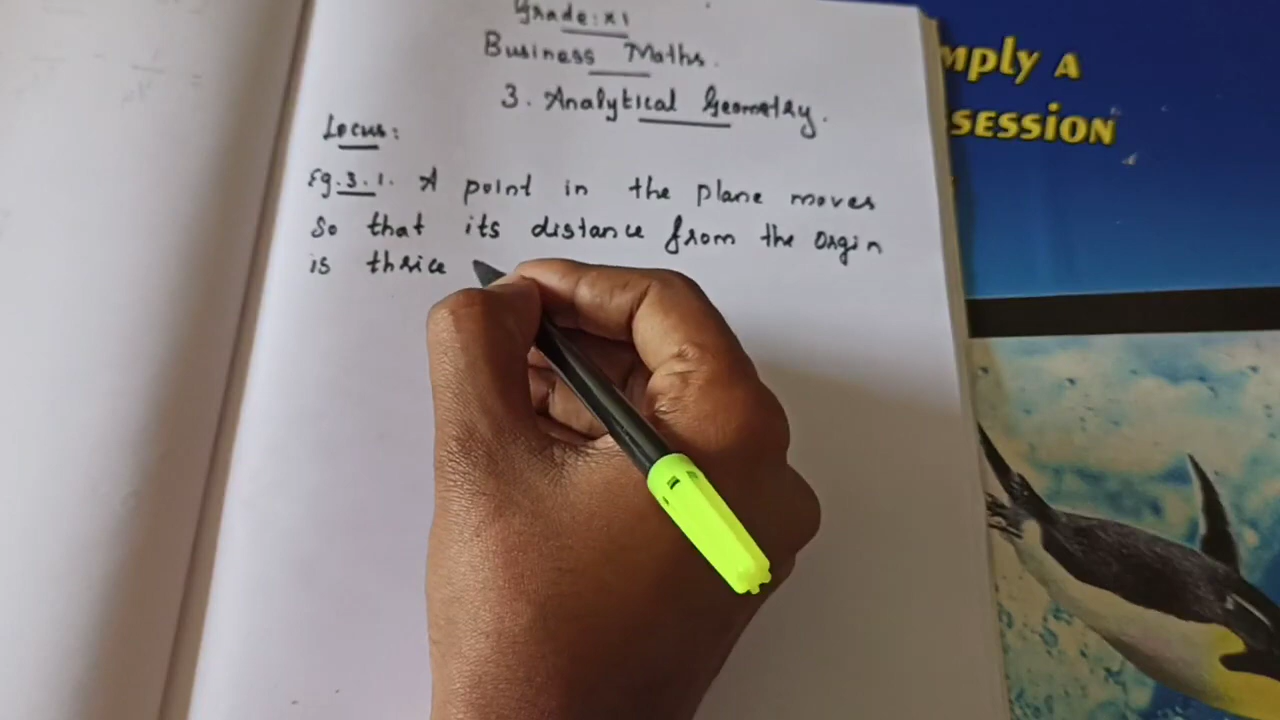 Grade: XI
Business Maths.
3. Analytical Geometry.
Locus:
Eg. 3.1. A point in the plane moves
So that its distance from the Orgin
is thrice
mply A
SESSION